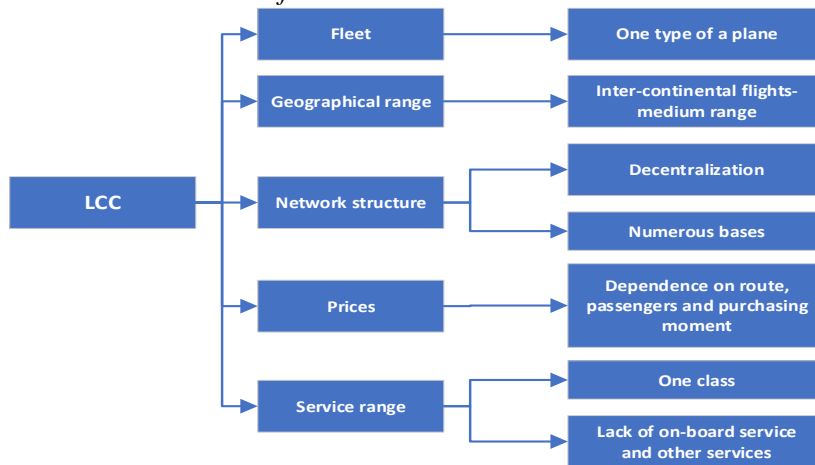 Fleet
One type of a plane
Geographical range
Inter-continental flights-
medium range
LCC
Network structure
Decentralization
Numerous bases
Prices
Dependence on route,
passengers and purchasing
moment
Service range
One class
Lack of on-board service
and other services